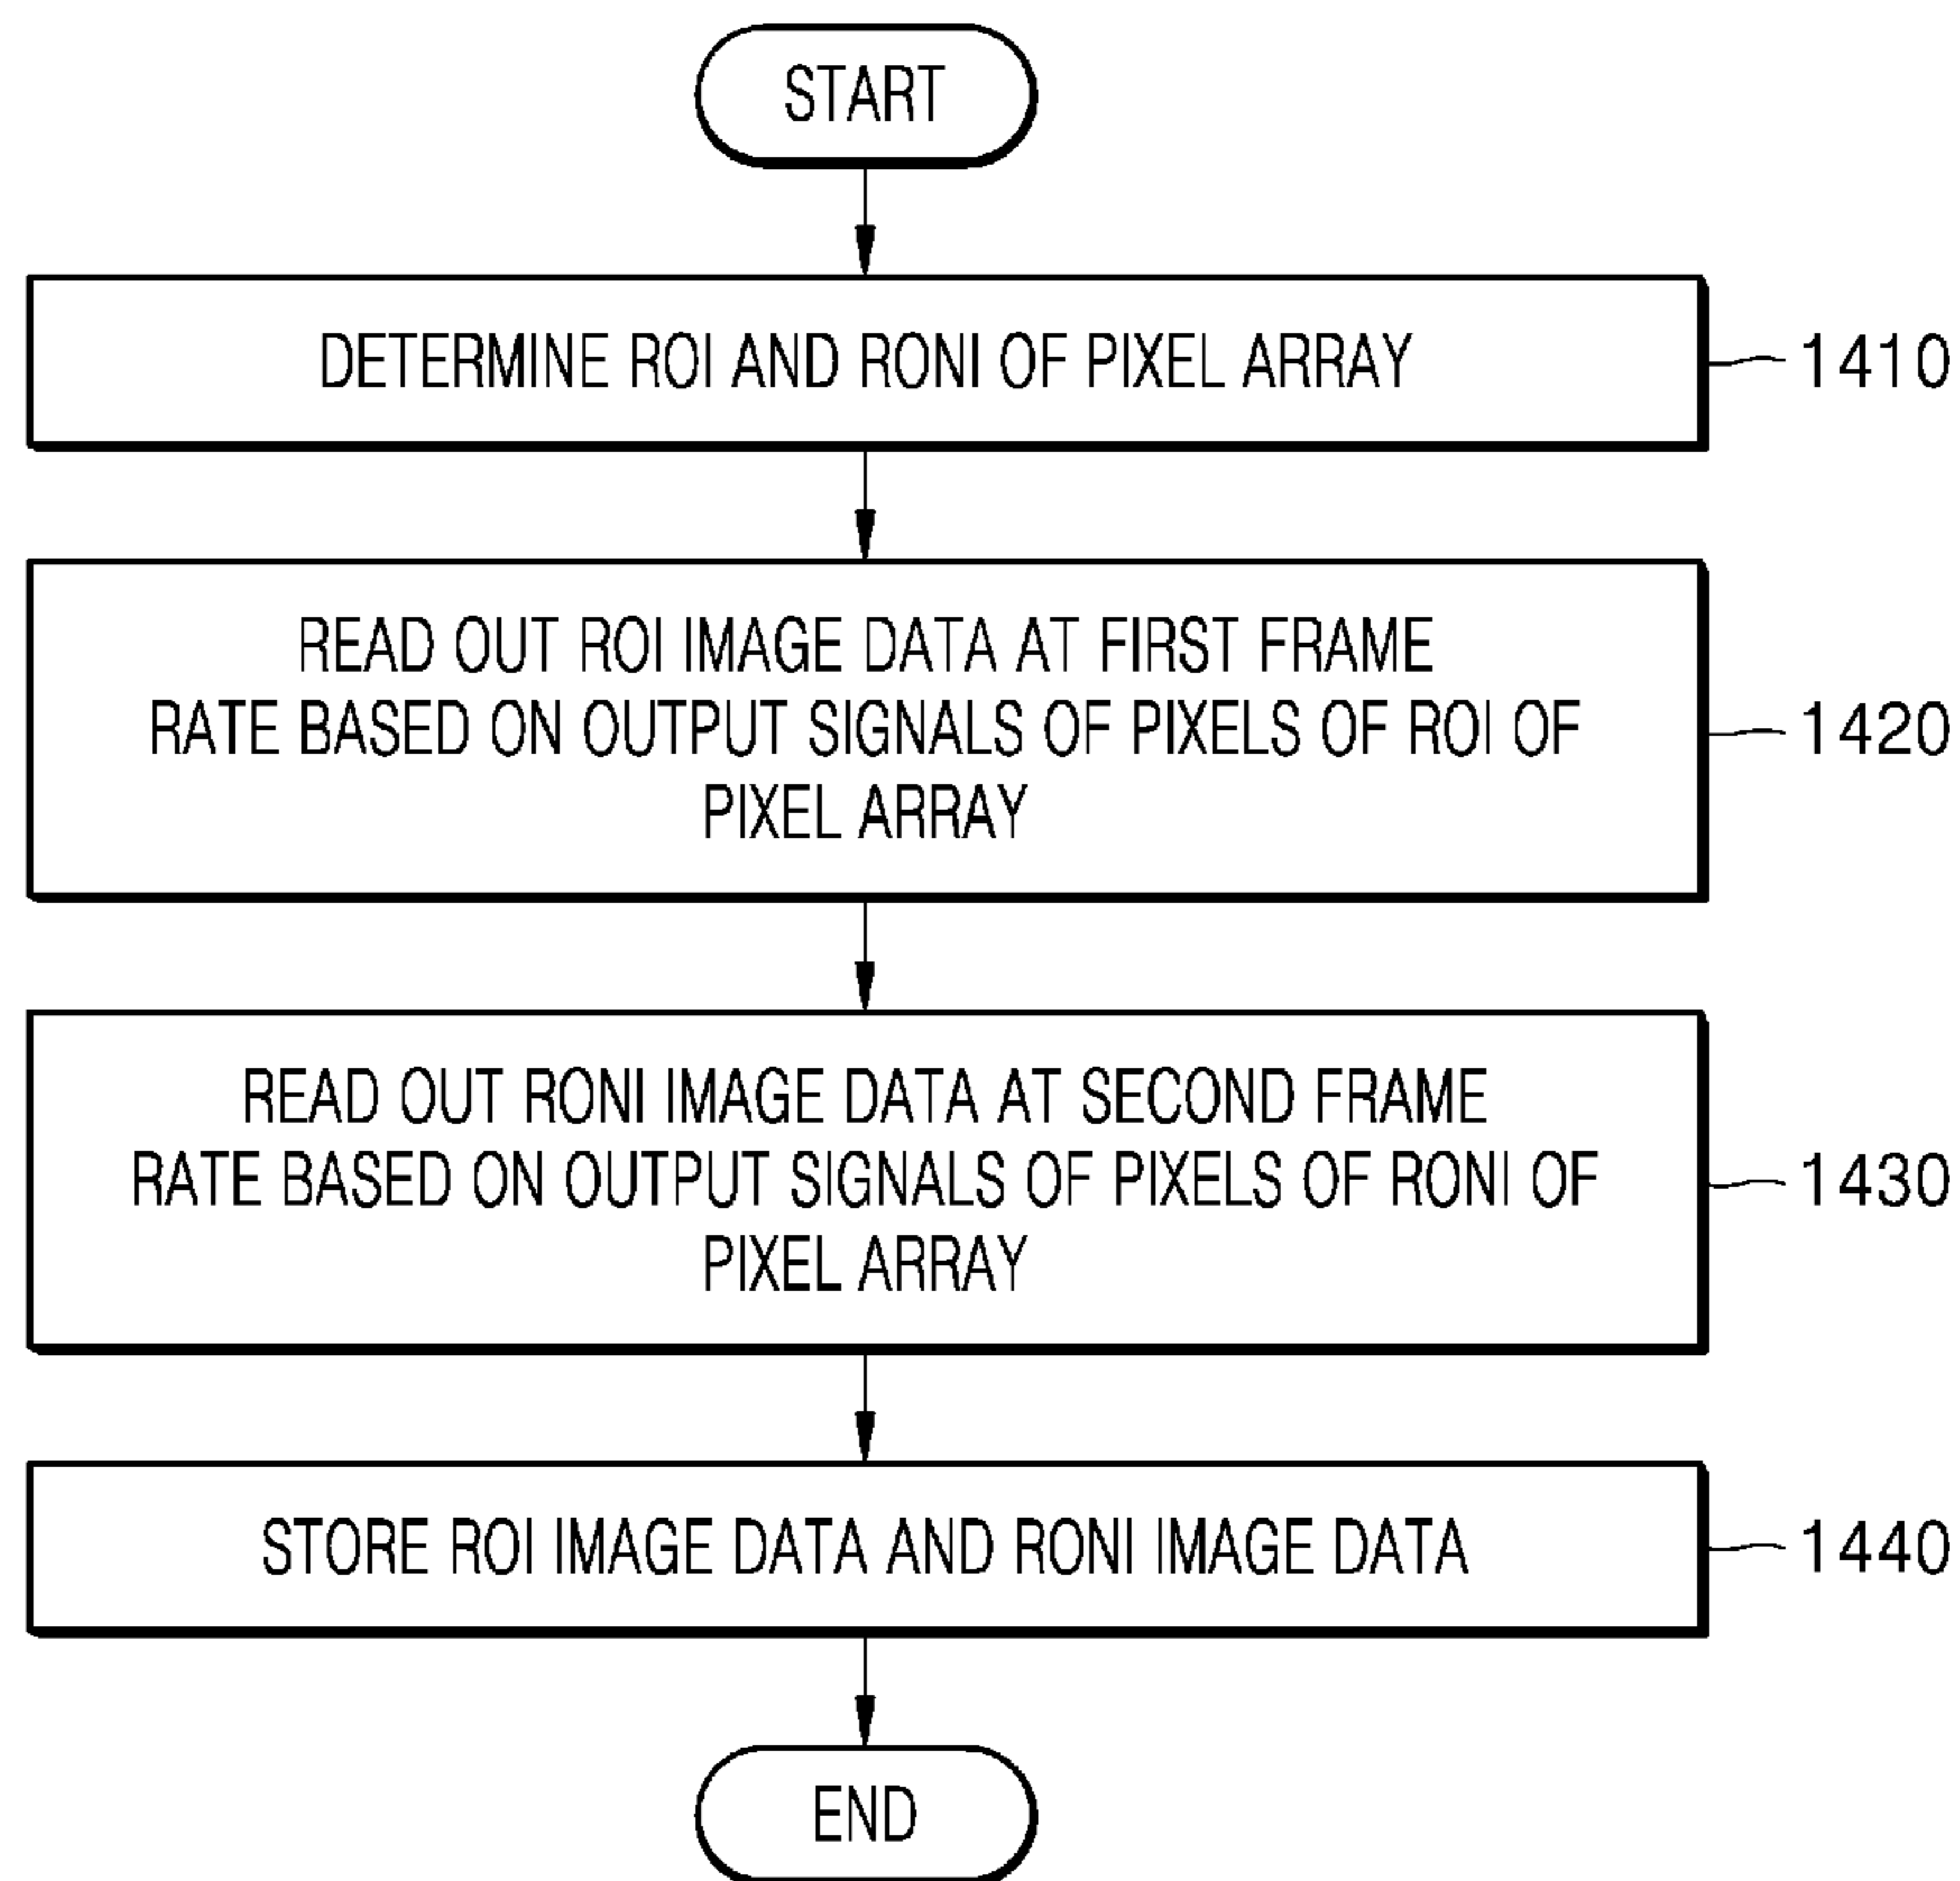 START
DETERMINE ROI AND RONI OF PIXEL ARRAY
1410
READ OUT ROI IMAGE DATA AT FIRST FRAME
RATE BASED ON OUTPUT SIGNALS OF PIXELS OF ROI OF
PIXEL ARRAY
1420
READ OUT RONI IMAGE DATA AT SECOND FRAME
RATE BASED ON OUTPUT SIGNALS OF PIXELS OF RONI OF
PIXEL ARRAY
1430
STORE ROI IMAGE DATA AND RONI IMAGE DATA
1440
END